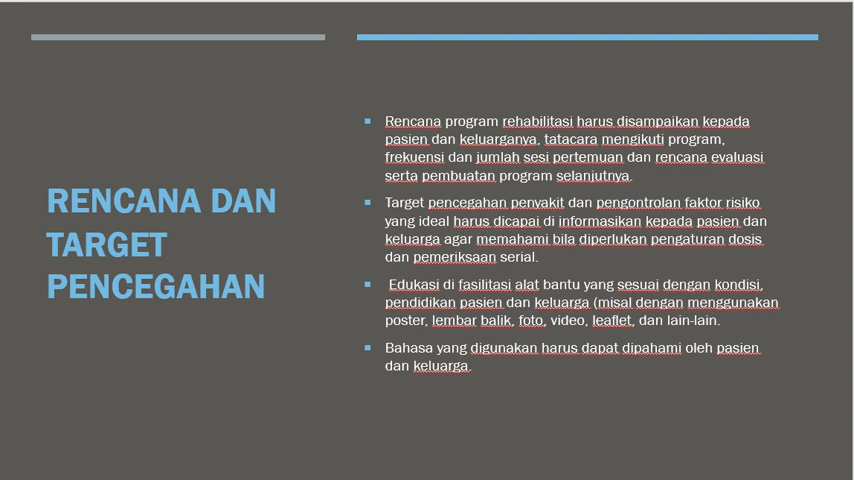 RENCANA DAN
TARGET
PENCEGAHAN
Rencana program rehabilitasi harus disampaikan kepada
pasien dan keluarganya, tatacara mengikuti program,
frekuensi dan jumlah sesi pertemuan dan rencana evaluasi
serta pembuatan program selanjutnya.
Target pencegahan penyakit dan pengontrolan faktor risiko
yang ideal harus dicapai di informasikan kepada pasien dan
keluarga agar memahami bila diperlukan pengaturan dosis
dan pemeriksaan serial.
Edukasi di fasilitasi alat bantu yang sesuai dengan kondisi,
pendidikan pasien dan keluarga (misal dengan menggunakan
poster, lembar balik, foto, video, leaflet, dan lain-lain.
Bahasa yang digunakan harus dapat dipahami oleh pasien
dan keluarga.